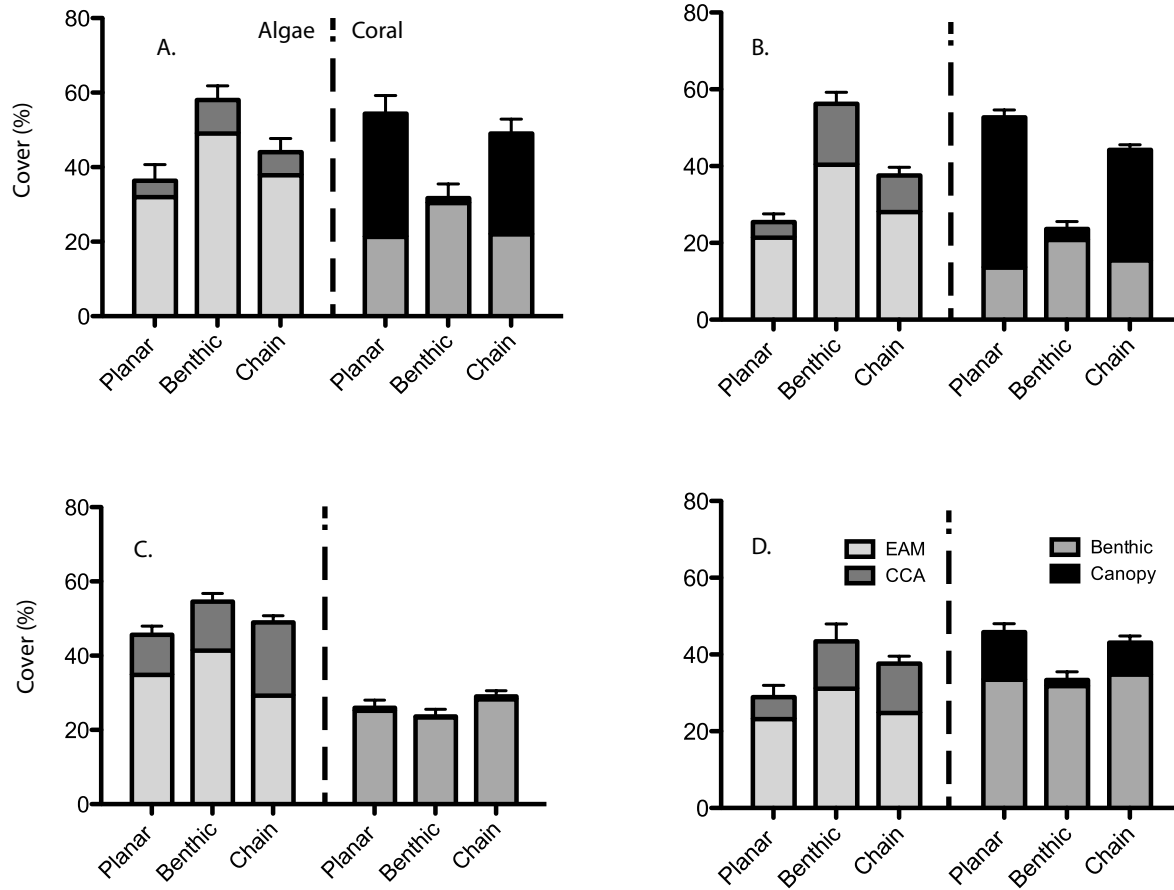 A.
Algae
Coral
Cover (%)
80
60
40
20
0
Planar
Benthic
Chain
Planar
Benthic
Chain
B.
80
60
40
20
0
Planar
Benthic
Chain
Planar
Benthic
Chain
C.
Cover (%)
80
60
40
20
0
Planar
Benthic
Chain
Planar
Benthic
Chain
D.
EAM
CCA
Benthic
Canopy
80
60
40
20
0
Planar
Benthic
Chain
Planar
Benthic
Chain